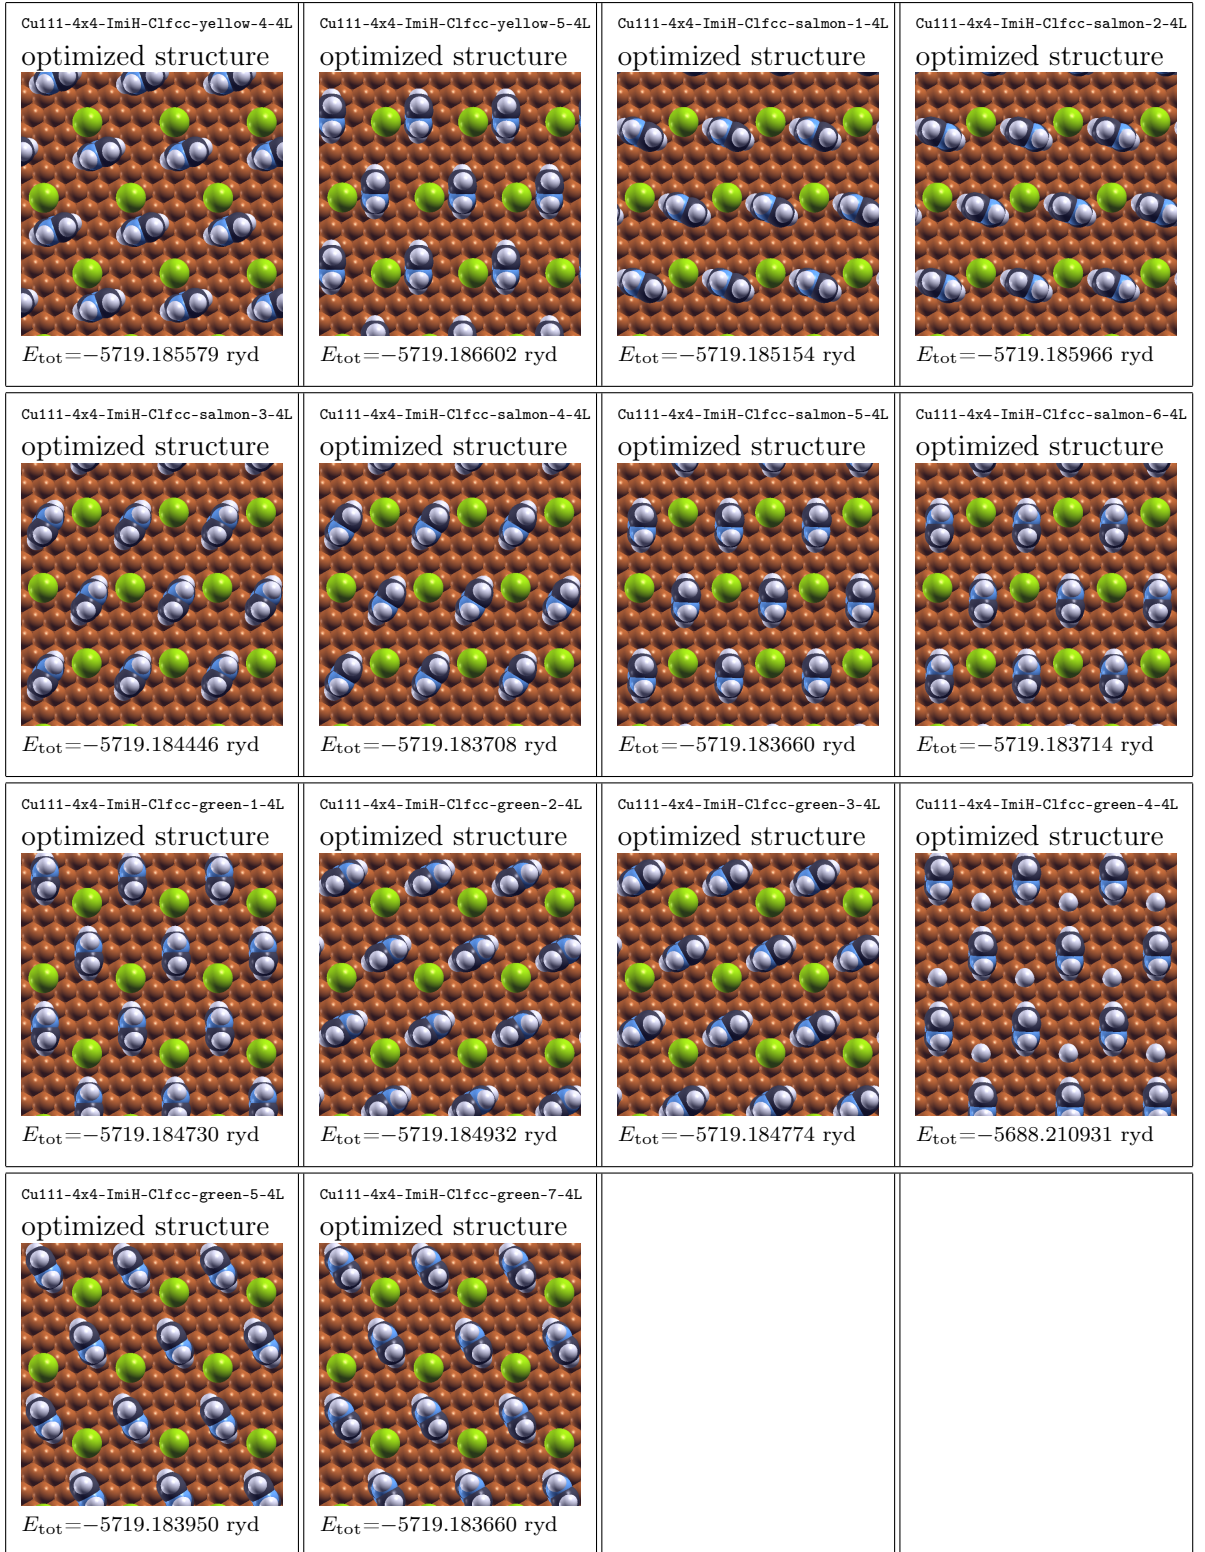 Cu111-4x4-ImiH-Clfcc-yellow-4-4L
optimized structure
Etot=−5719.185579 ryd
Cu111-4x4-ImiH-Clfcc-yellow-5-4L
optimized structure
Etot=−5719.186602 ryd
Cu111-4x4-ImiH-Clfcc-salmon-1-4L
optimized structure
Etot=−5719.185154 ryd
Cu111-4x4-ImiH-Clfcc-salmon-2-4L
optimized structure
Etot=−5719.185966 ryd
Cu111-4x4-ImiH-Clfcc-salmon-3-4L
optimized structure
Etot=−5719.184446 ryd
Cu111-4x4-ImiH-Clfcc-salmon-4-4L
optimized structure
Etot=−5719.183708 ryd
Cu111-4x4-ImiH-Clfcc-salmon-5-4L
optimized structure
Etot=−5719.183660 ryd
Cu111-4x4-ImiH-Clfcc-salmon-6-4L
optimized structure
Etot=−5719.183714 ryd
Cu111-4x4-ImiH-Clfcc-green-1-4L
optimized structure
Etot=−5719.184730 ryd
Cu111-4x4-ImiH-Clfcc-green-2-4L
optimized structure
Etot=−5719.184932 ryd
Cu111-4x4-ImiH-Clfcc-green-3-4L
optimized structure
Etot=−5719.184774 ryd
Cu111-4x4-ImiH-Clfcc-green-4-4L
optimized structure
Etot=−5688.210931 ryd
Cu111-4x4-ImiH-Clfcc-green-5-4L
optimized structure
Etot=−5719.183950 ryd
Cu111-4x4-ImiH-Clfcc-green-7-4L
optimized structure
Etot=−5719.183660 ryd